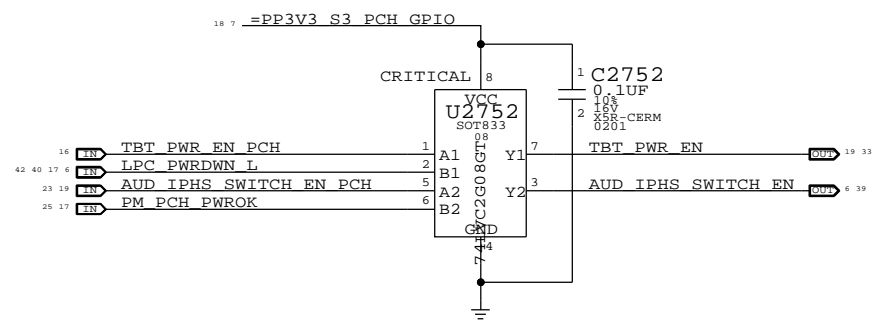 18 7 =PP3V3_S3_PCH_GPIO
CRITICAL 8
1 C2752
0.1UF
10%
16V
2 X5R-CERM
0201
VCC
U2752
SOT833
08
74LVC2G08GT
16 IN TBT_PWR_EN_PCH 1 A1
Y1 7 TBT_PWR_EN OUT 19 33
42 40 17 6 IN LPC_PWRDWN_L 2 B1
23 19 IN AUD_IPHS_SWITCH_EN_PCH 5 A2
Y2 3 AUD_IPHS_SWITCH_EN OUT 6 39
25 17 IN PM_PCH_PWROK 6 B2
GND
4